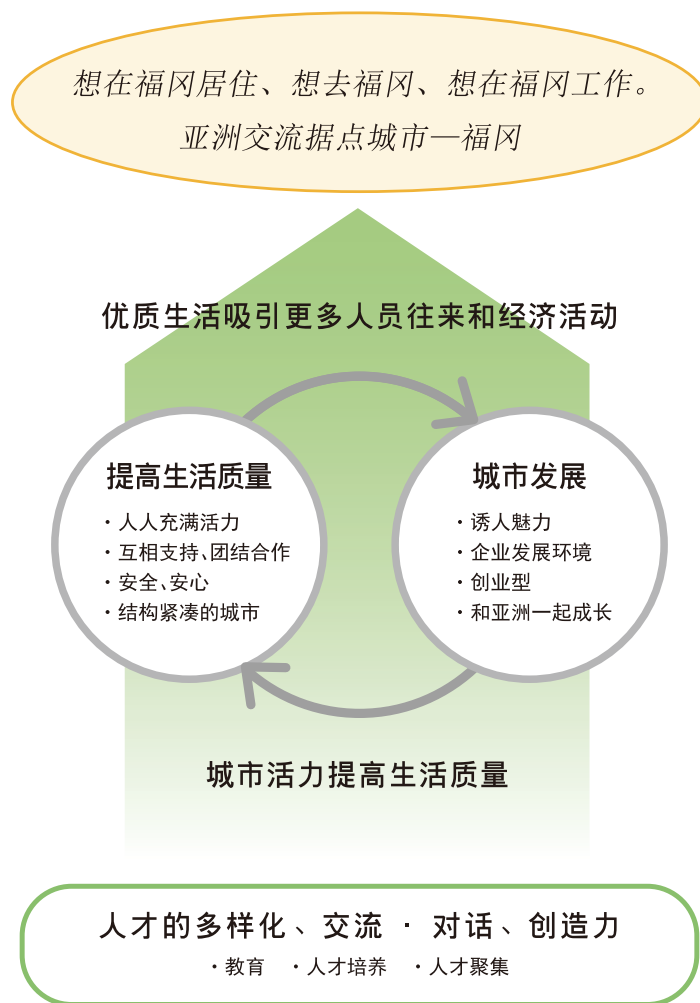 想在福冈居住、想去福冈、想在福冈工作。
亚洲交流据点城市—福冈
优质生活吸引更多人员往来和经济活动
提高生活质量
・人人充满活力
・互相支持、团结合作
・安全、安心
・结构紧凑的城市
城市发展
・诱人魅力
・企业发展环境
・创业型
・和亚洲一起成长
城市活力提高生活质量
人才的多样化、交流 · 对话、创造力
・教育 ・人才培养 ・人才聚集